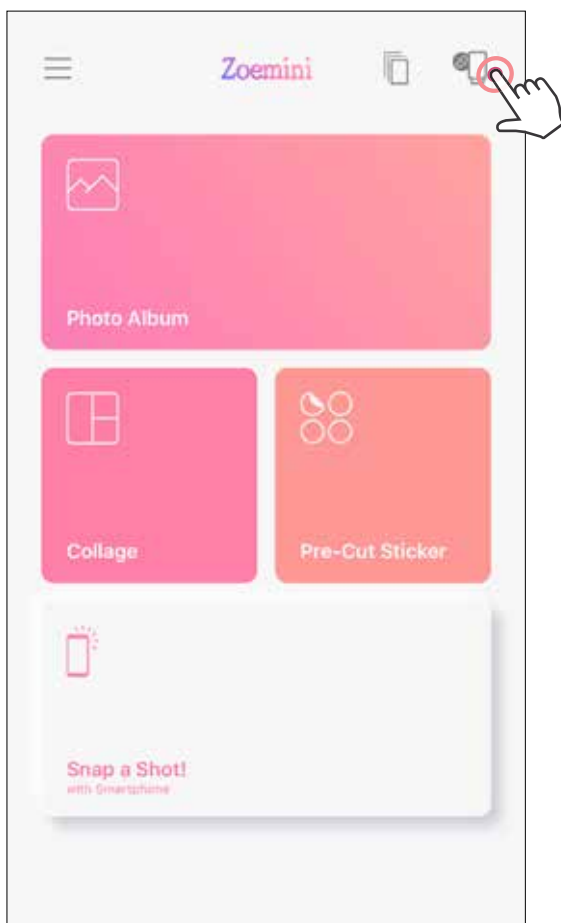 Zoemini
Photo Album
Collage
Pre-Cut Sticker
Snap a Shot!
with Smartphone